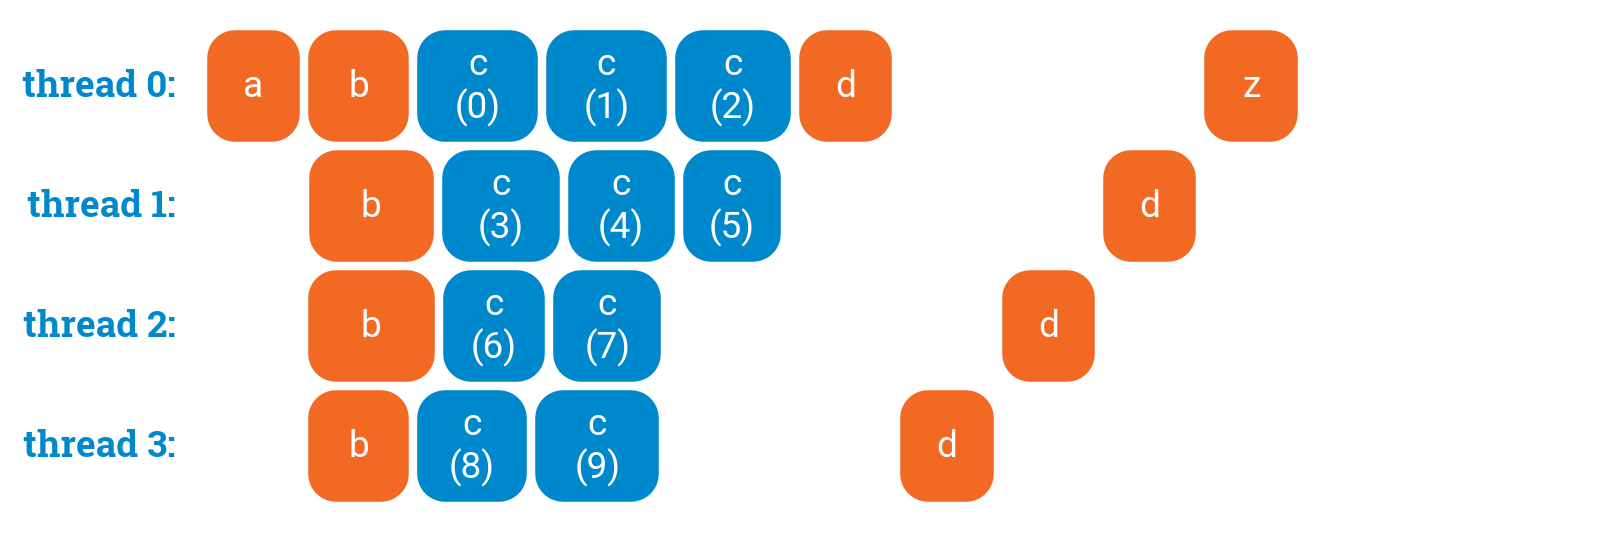 thread 0: a b c (0) c (1) c (2) d z
thread 1: b c (3) c (4) c (5) d
thread 2: b c (6) c (7) d
thread 3: b c (8) c (9) d